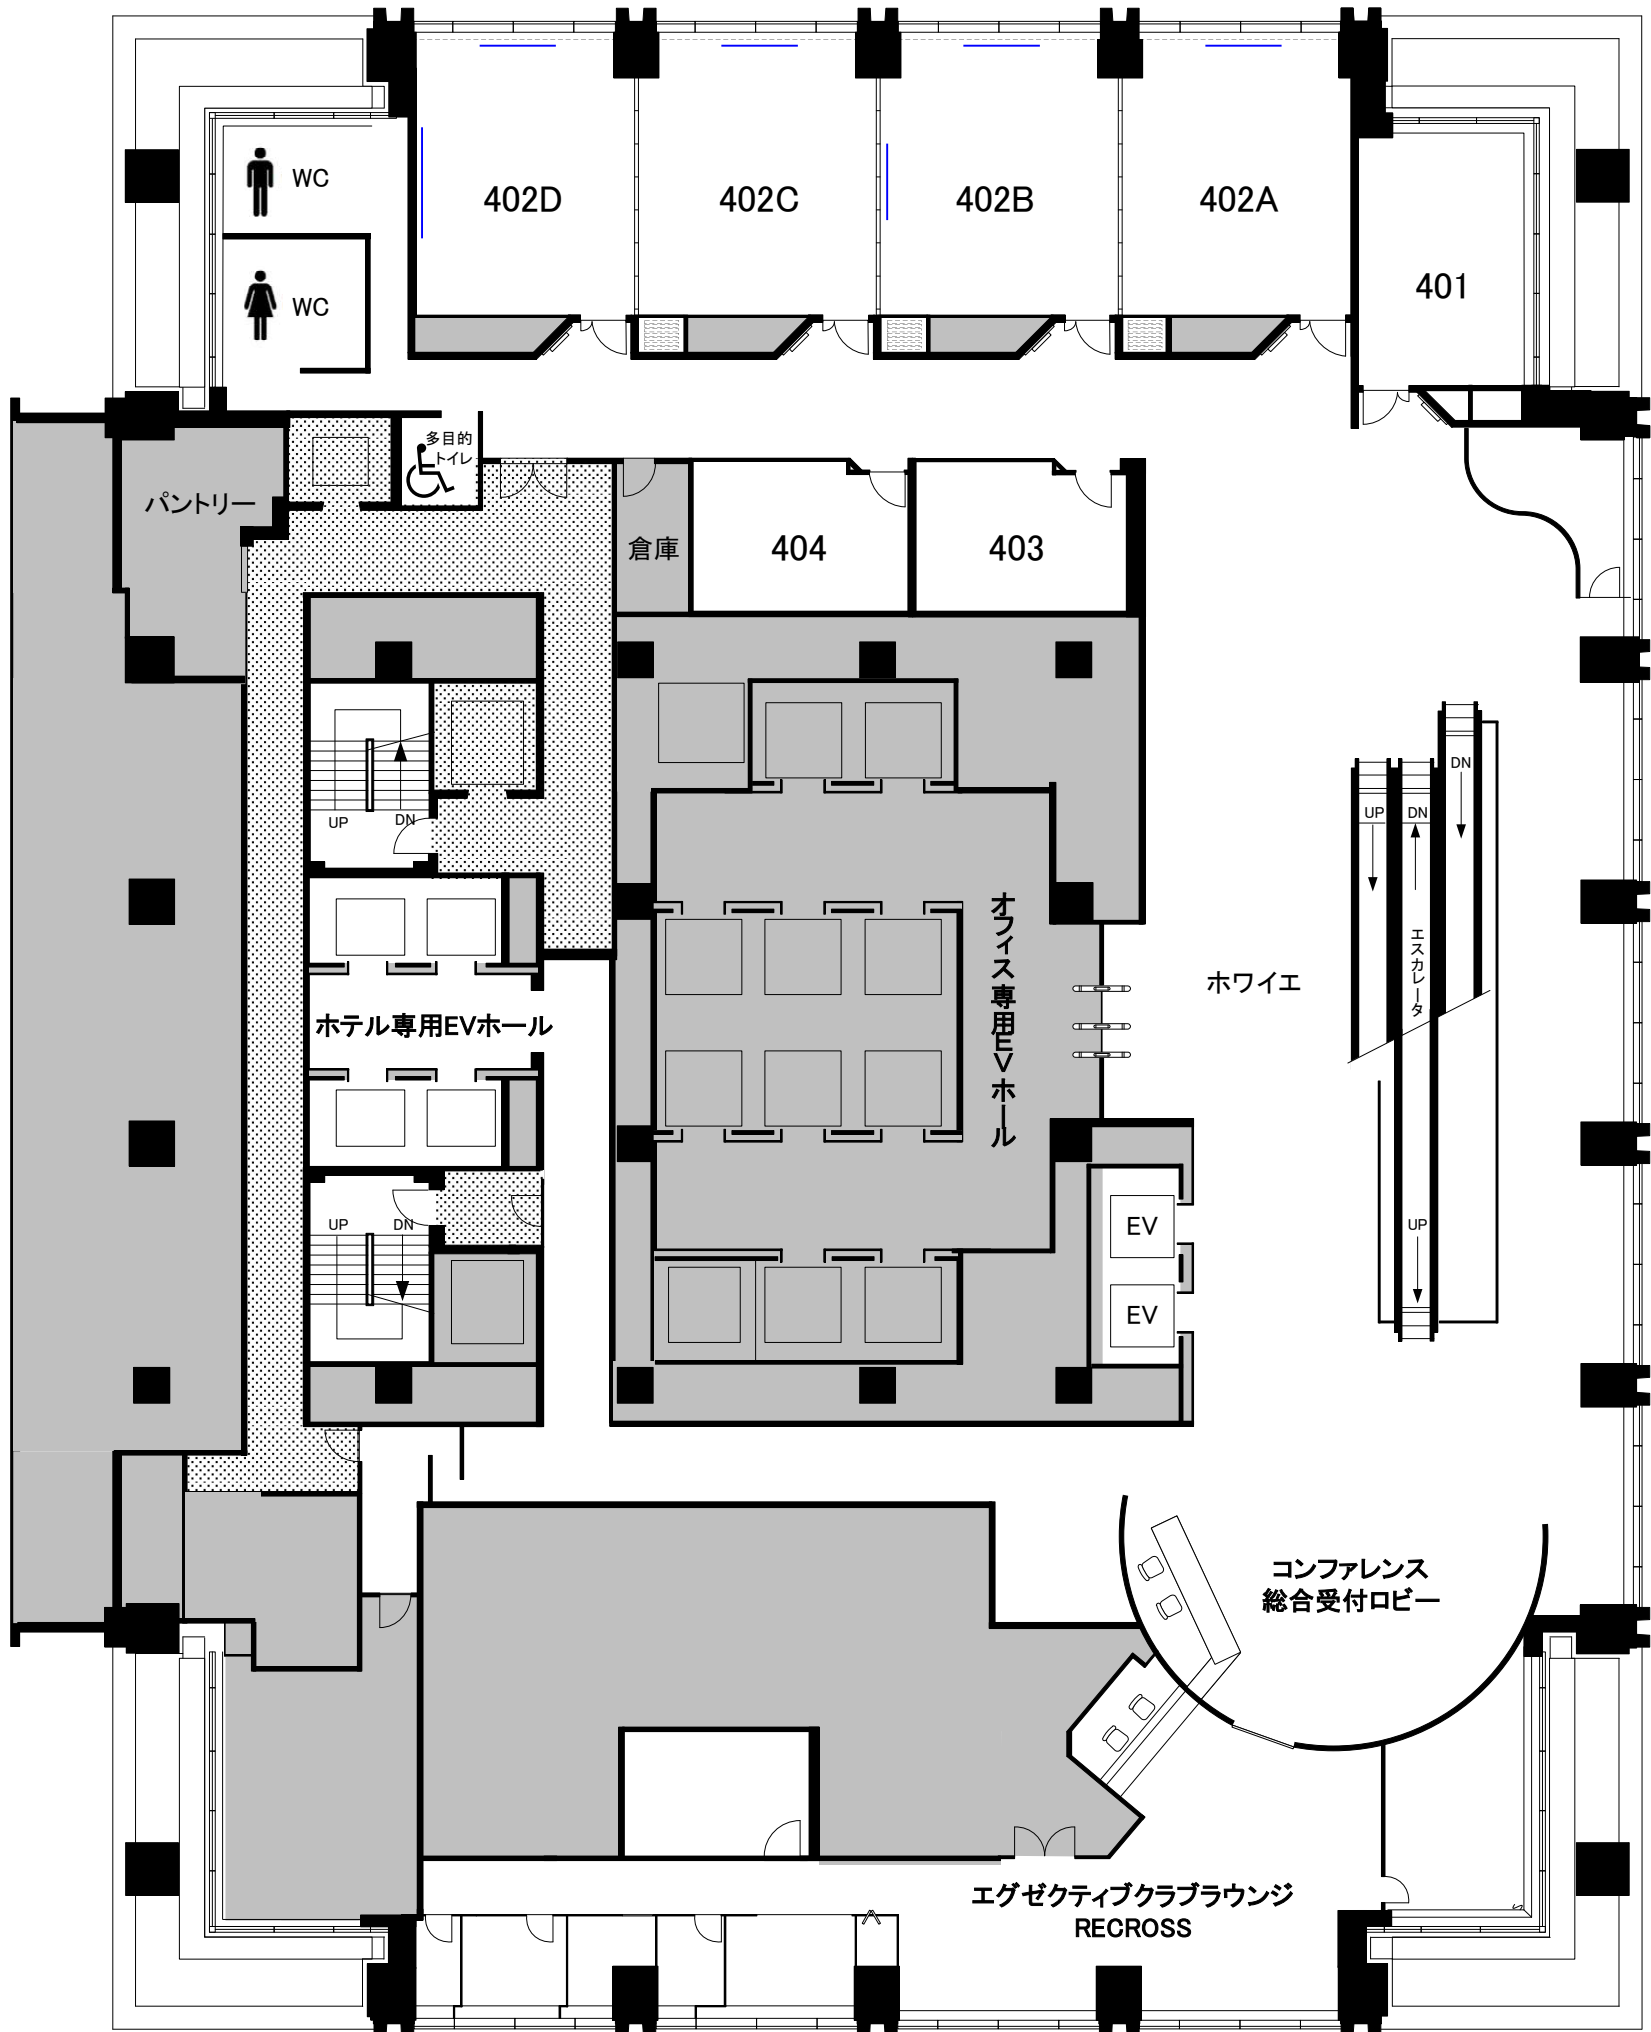 WC
402D
402C
402B
402A
WC
401
多目的
トイレ
パントリー
倉庫
404
403
UP
DN
DN
UP
DN
エスカレータ
UP
オフィス専用EVホール
ホワイエ
ホテル専用EVホール
UP
DN
EV
EV
コンファレンス
総合受付ロビー
エグゼクティブクラブラウンジ
RECROSS